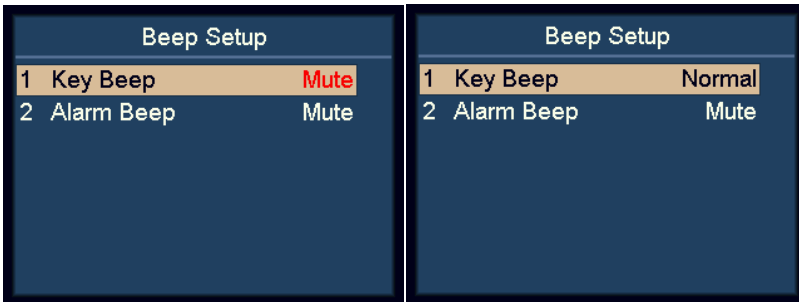 Beep Setup
1 Key Beep Mute
2 Alarm Beep Mute
Beep Setup
1 Key Beep Normal
2 Alarm Beep Mute